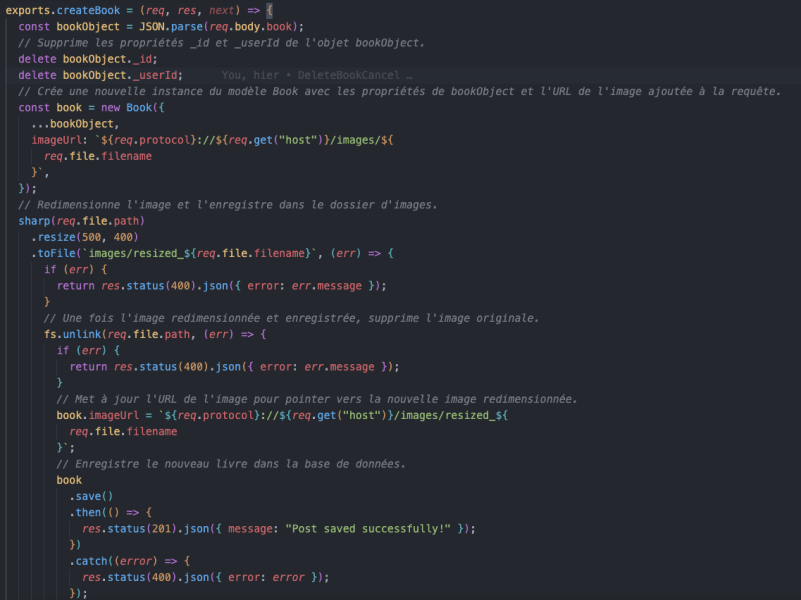 exports.createBook = (req, res, next) => {
  const bookObject = JSON.parse(req.body.book);
  // Supprime les propriétés _id et _userId de l'objet bookObject.
  delete bookObject._id;
  delete bookObject._userId;      You, hier • DeleteBookCancel …
  // Crée une nouvelle instance du modèle Book avec les propriétés de bookObject et l'URL de l'image ajoutée à la requête.
  const book = new Book({
    ...bookObject,
    imageUrl: `${req.protocol}://${req.get("host")}/images/${
      req.file.filename
    }`,
  });
  // Redimensionne l'image et l'enregistre dans le dossier d'images.
  sharp(req.file.path)
    .resize(500, 400)
    .toFile(`images/resized_${req.file.filename}`, (err) => {
      if (err) {
        return res.status(400).json({ error: err.message });
      }
      // Une fois l'image redimensionnée et enregistrée, supprime l'image originale.
      fs.unlink(req.file.path, (err) => {
        if (err) {
          return res.status(400).json({ error: err.message });
        }
        // Met à jour l'URL de l'image pour pointer vers la nouvelle image redimensionnée.
        book.imageUrl = `${req.protocol}://${req.get("host")}/images/resized_${
          req.file.filename
        }`;
        // Enregistre le nouveau livre dans la base de données.
        book
          .save()
          .then(() => {
            res.status(201).json({ message: "Post saved successfully!" });
          })
          .catch((error) => {
            res.status(400).json({ error: error });
          });